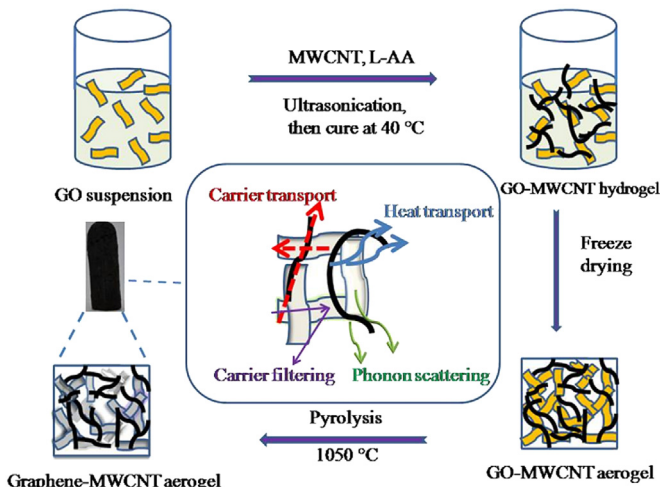 MWCNT, L-AA
Ultrasonication,
then cure at 40 °C
GO suspension
GO-MWCNT hydrogel
Carrier transport
Heat transport
Freeze
drying
Carrier filtering
Phonon scattering
Pyrolysis
1050 °C
Graphene-MWCNT aerogel
GO-MWCNT aerogel